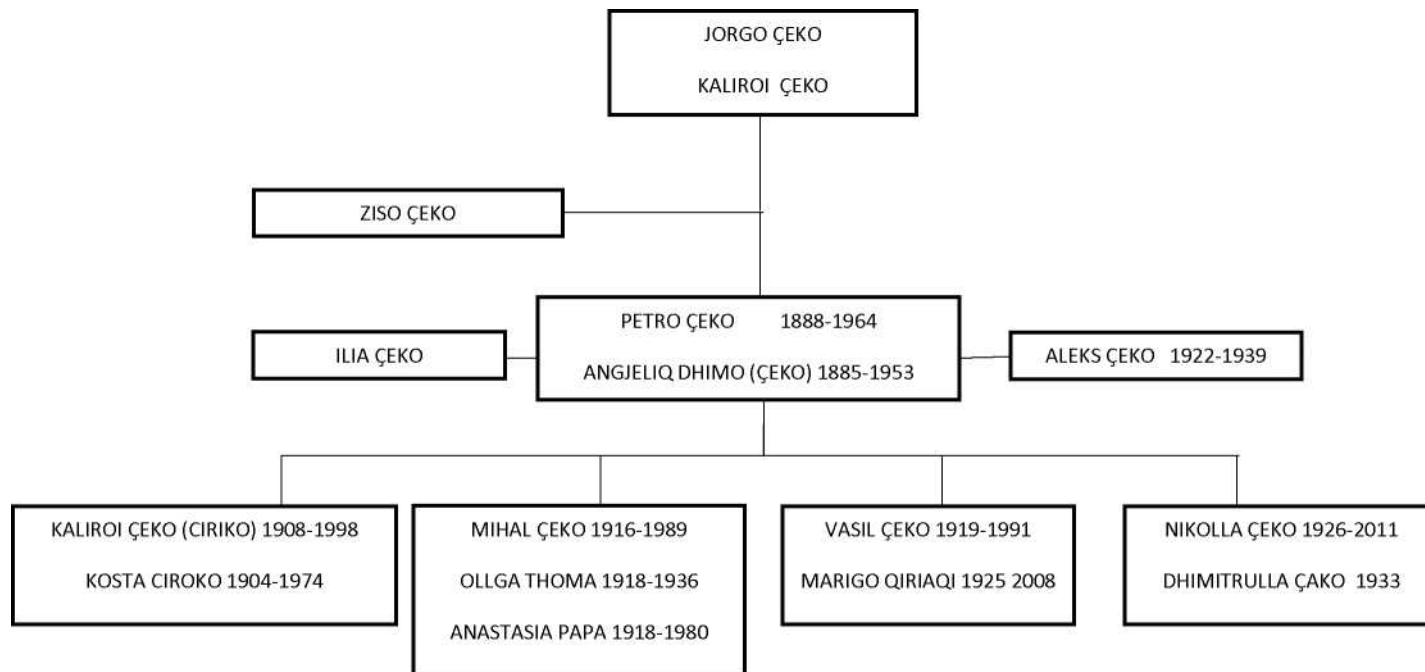 JORGO ÇEKO
KALIROI ÇEKO
ZISO ÇEKO
PETRO ÇEKO 1888-1964
ANGJELIQ DHIMO (ÇEKO) 1885-1953
ILIA ÇEKO
ALEKS ÇEKO 1922-1939
KALIROI ÇEKO (CIRIKO) 1908-1998
KOSTA CIROKO 1904-1974
MIHAL ÇEKO 1916-1989
OLLGA THOMA 1918-1936
ANASTASIA PAPA 1918-1980
VASIL ÇEKO 1919-1991
MARIGO QIRIAQI 1925 2008
NIKOLLA ÇEKO 1926-2011
DHIMITRULLA ÇAKO 1933